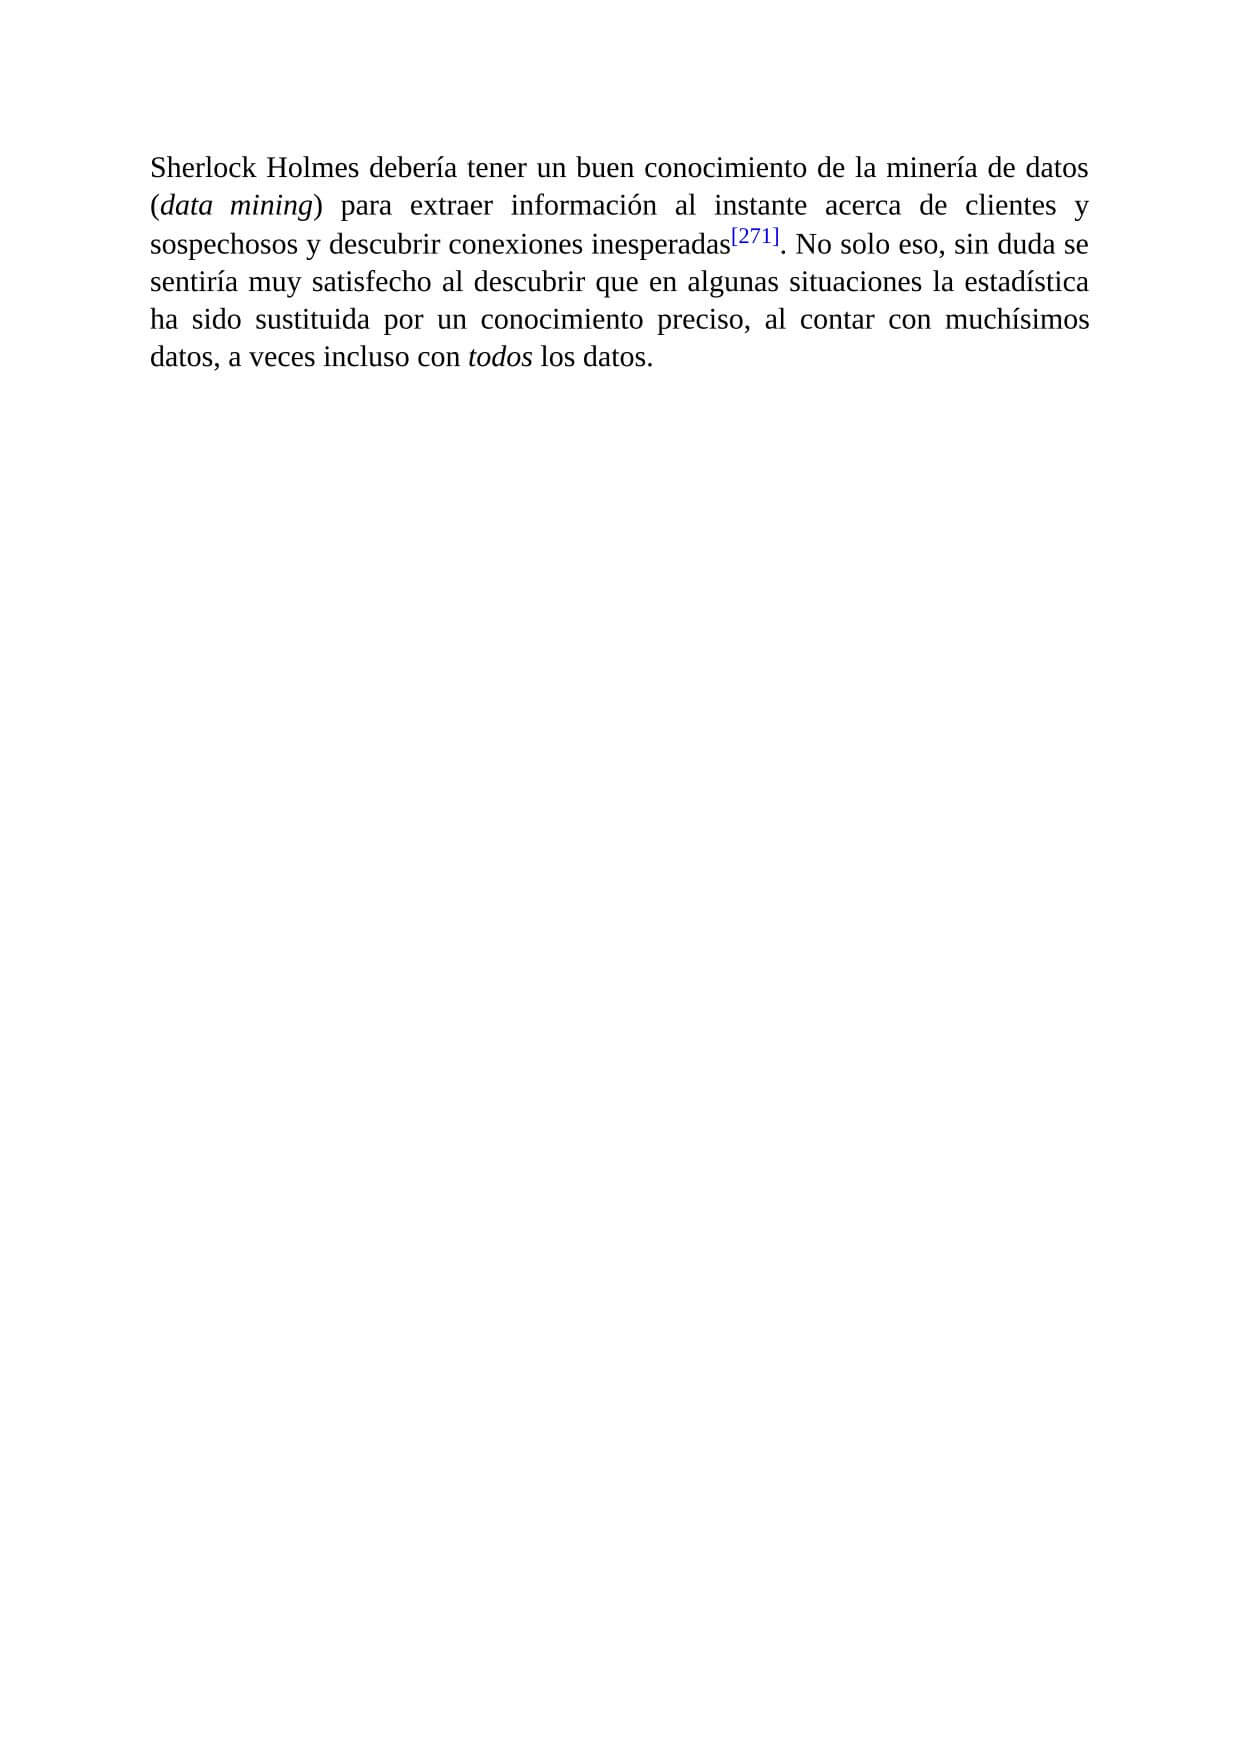 Sherlock Holmes debería tener un buen conocimiento de la minería de datos
(data mining) para extraer información al instante acerca de clientes y
sospechosos y descubrir conexiones inesperadas[271]. No solo eso, sin duda se
sentiría muy satisfecho al descubrir que en algunas situaciones la estadística
ha sido sustituida por un conocimiento preciso, al contar con muchísimos
datos, a veces incluso con todos los datos.